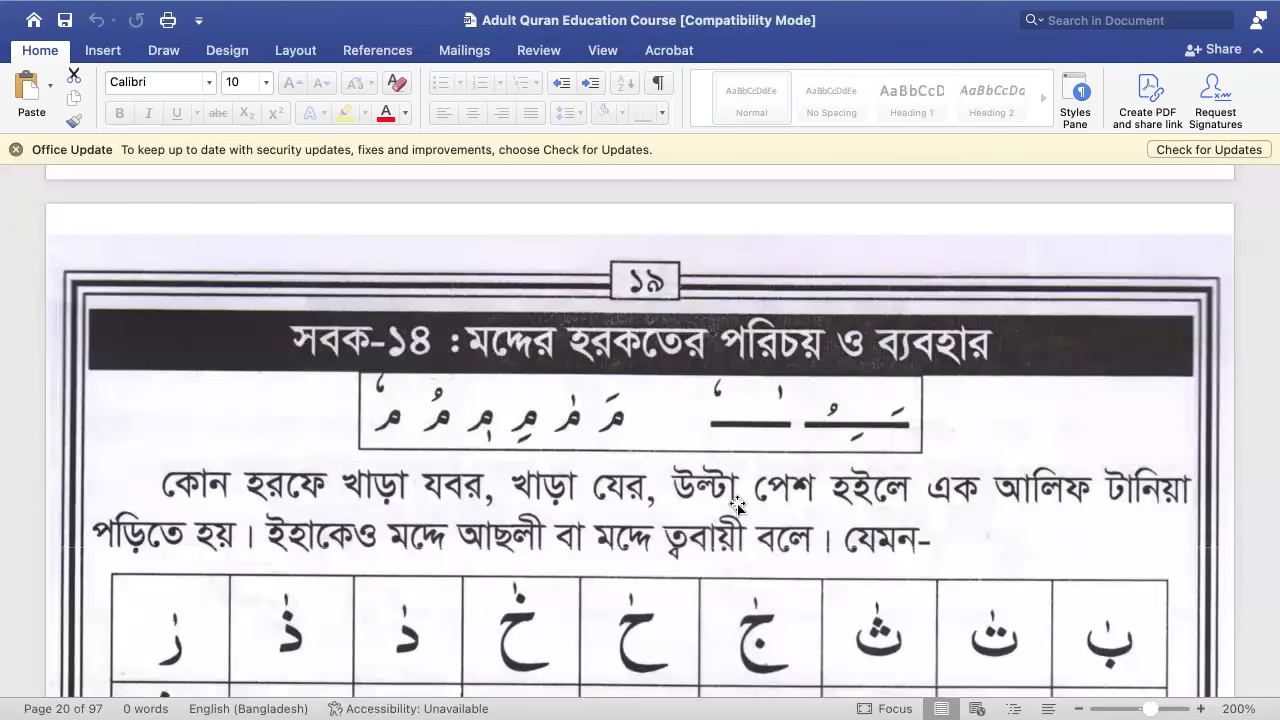 Adult Quran Education Course [Compatibility Mode]
Search in Document
Home Insert Draw Design Layout References Mailings Review View Acrobat Share
Paste Calibri 10 AaBbCcDdEe AaBbCcDdEe AaBbCcD AaBbCcDd Styles Pane Create PDF and share link Request Signatures
Normal No Spacing Heading 1 Heading 2
Office Update To keep up to date with security updates, fixes and improvements, choose Check for Updates. Check for Updates
১৯
সবক-১৪ : মদ্দের হরকতের পরিচয় ও ব্যবহার
مَ مٰ مِ مٖ مُ مٗ
কোন হরফে খাড়া যবর, খাড়া যের, উল্টা পেশ হইলে এক আলিফ টানিয়া
পড়িতে হয়। ইহাকেও মদ্দে আছলী বা মদ্দে ত্ববায়ী বলে। যেমন-
بٰ تٰ ثٰ جٰ حٰ خٰ دٰ ذٰ رٰ
Page 20 of 97 0 words English (Bangladesh) Accessibility: Unavailable Focus 200%